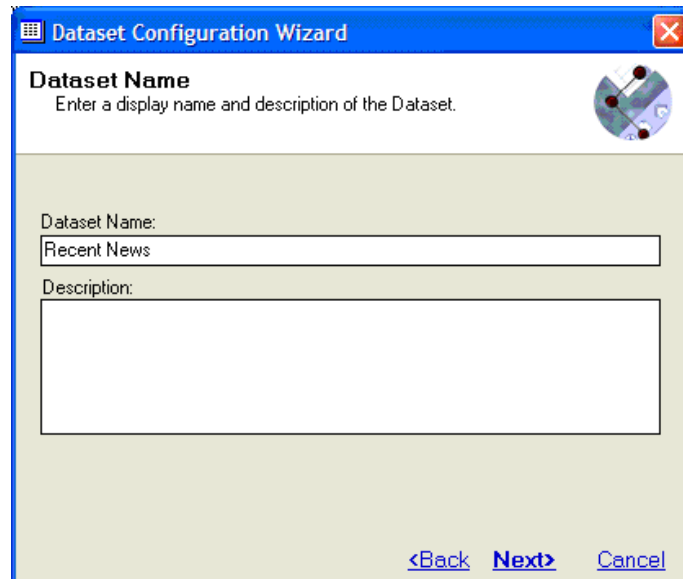 Dataset Configuration Wizard
Dataset Name
Enter a display name and description of the Dataset.
Dataset Name:
Recent News
Description:
<Back Next> Cancel